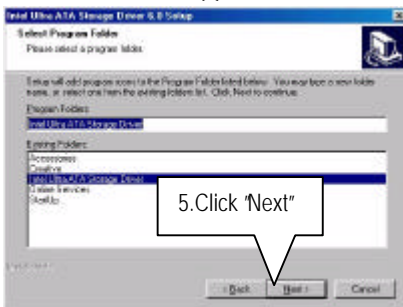 Intel Ultra ATA Storage Driver 6.0 Setup
Select Program Folder
Please select a program folder.
Setup will add program icons to the Program Folder listed below. You may type a new folder
name, or select one from the existing folders list. Click Next to continue.
Program Folders:
Intel Ultra ATA Storage Driver
Existing Folders:
Accessories
Creative
Intel Ultra ATA Storage Driver
Online Services
StartUp
5.Click "Next"
< Back
Next >
Cancel